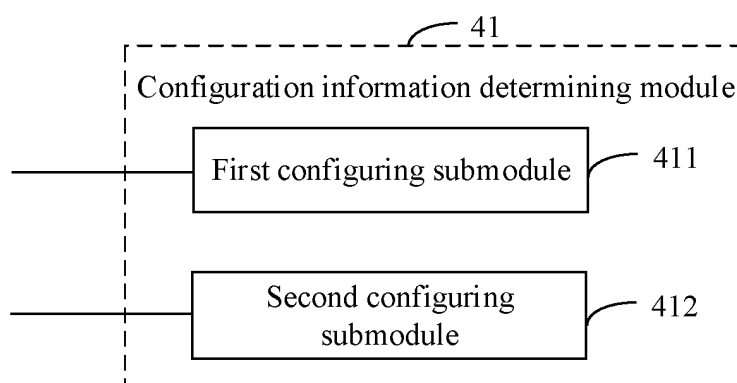 41
Configuration information determining module
First configuring submodule
411
Second configuring
submodule
412